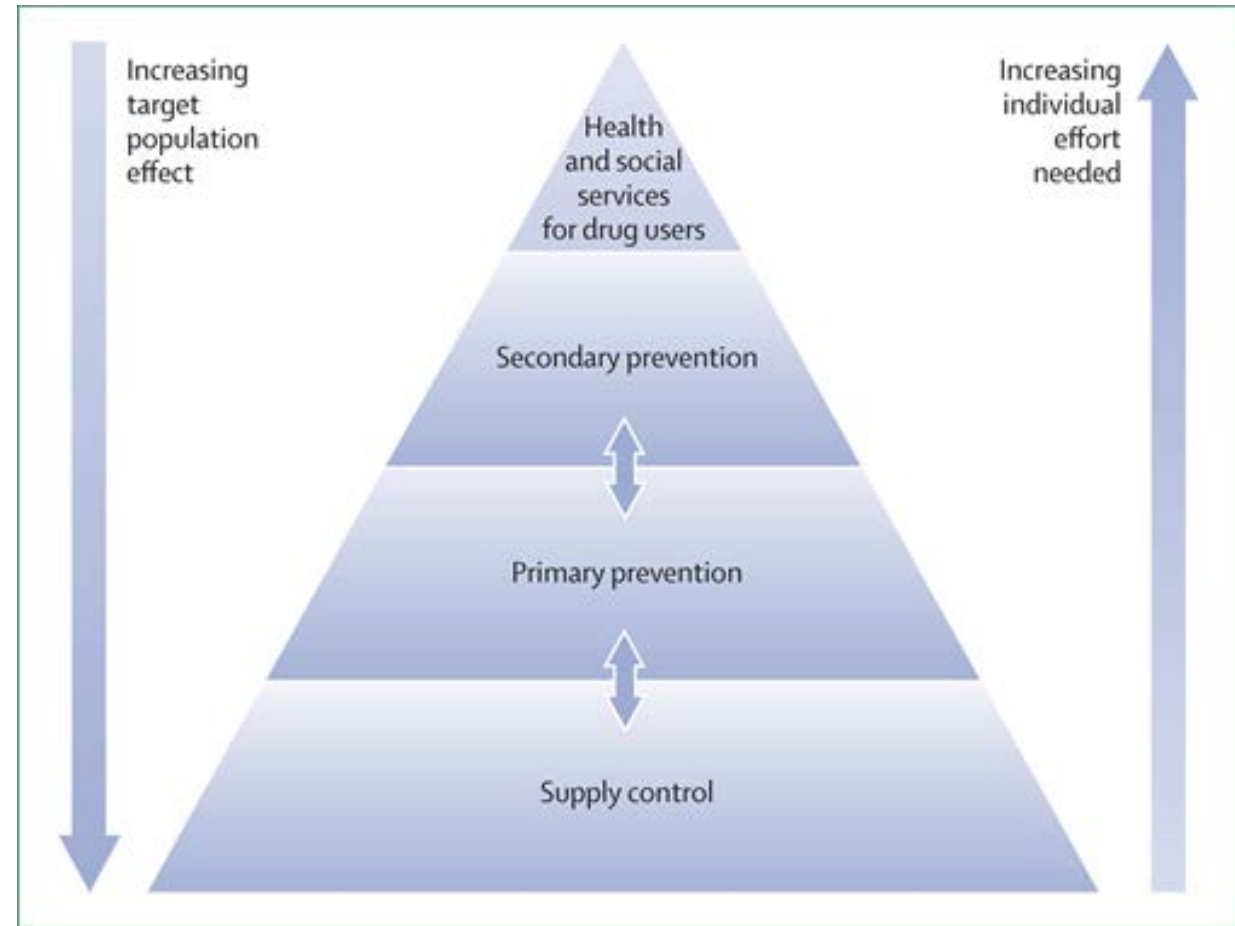 Increasing
target
population
effect
Increasing
individual
effort
needed
Health
and social
services
for drug users
Secondary prevention
Primary prevention
Supply control